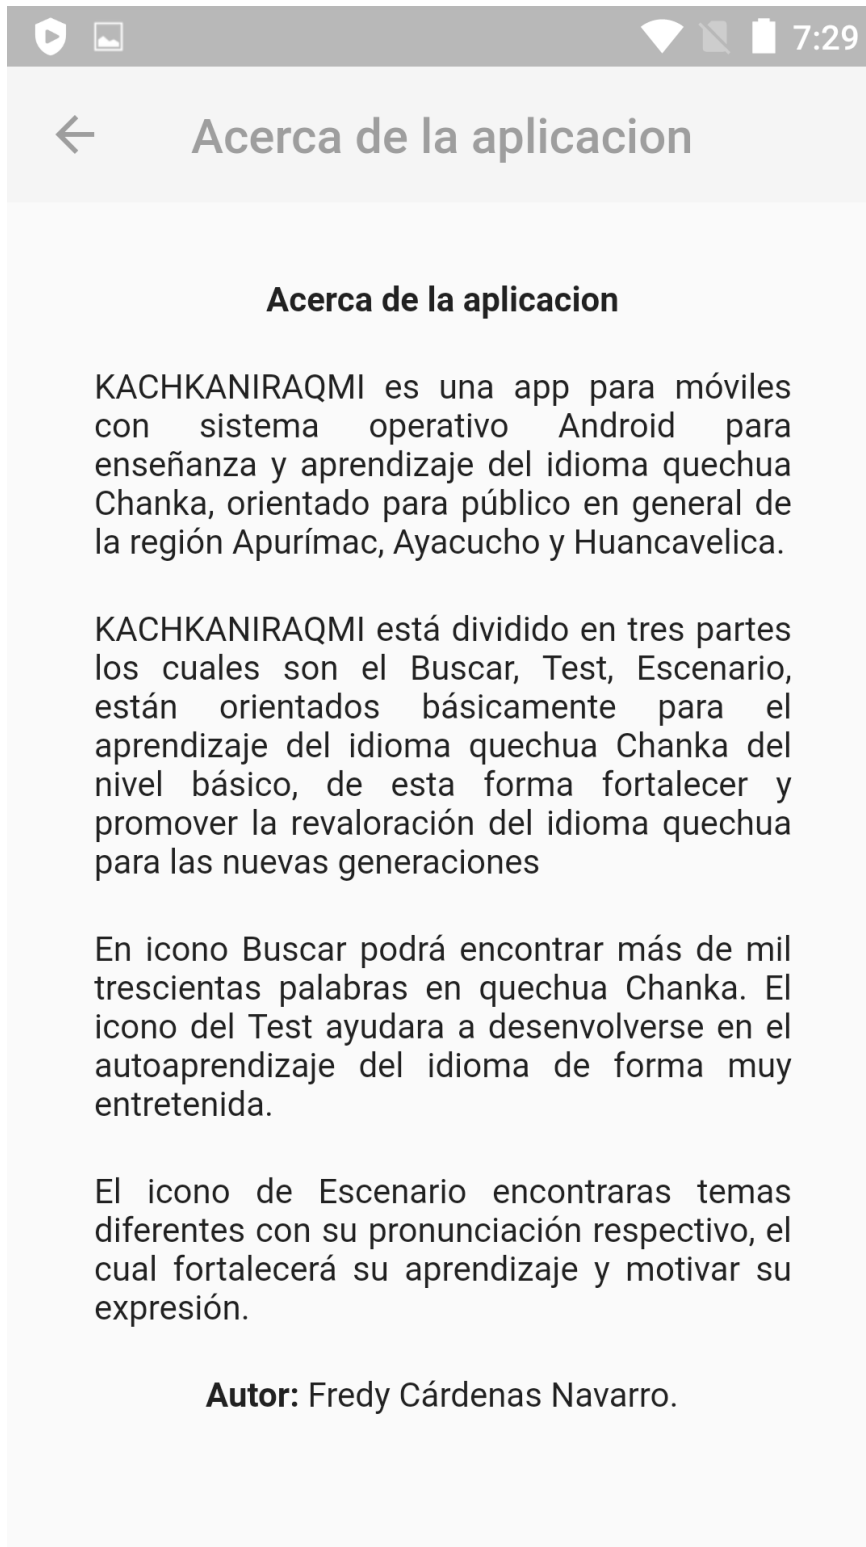 7:29
Acerca de la aplicacion
Acerca de la aplicacion
KACHKANIRAQMI es una app para móviles
con sistema operativo Android para
enseñanza y aprendizaje del idioma quechua
Chanka, orientado para público en general de
la región Apurímac, Ayacucho y Huancavelica.
KACHKANIRAQMI está dividido en tres partes
los cuales son el Buscar, Test, Escenario,
están orientados básicamente para el
aprendizaje del idioma quechua Chanka del
nivel básico, de esta forma fortalecer y
promover la revaloración del idioma quechua
para las nuevas generaciones
En icono Buscar podrá encontrar más de mil
trescientas palabras en quechua Chanka. El
icono del Test ayudara a desenvolverse en el
autoaprendizaje del idioma de forma muy
entretenida.
El icono de Escenario encontraras temas
diferentes con su pronunciación respectivo, el
cual fortalecerá su aprendizaje y motivar su
expresión.
Autor: Fredy Cárdenas Navarro.